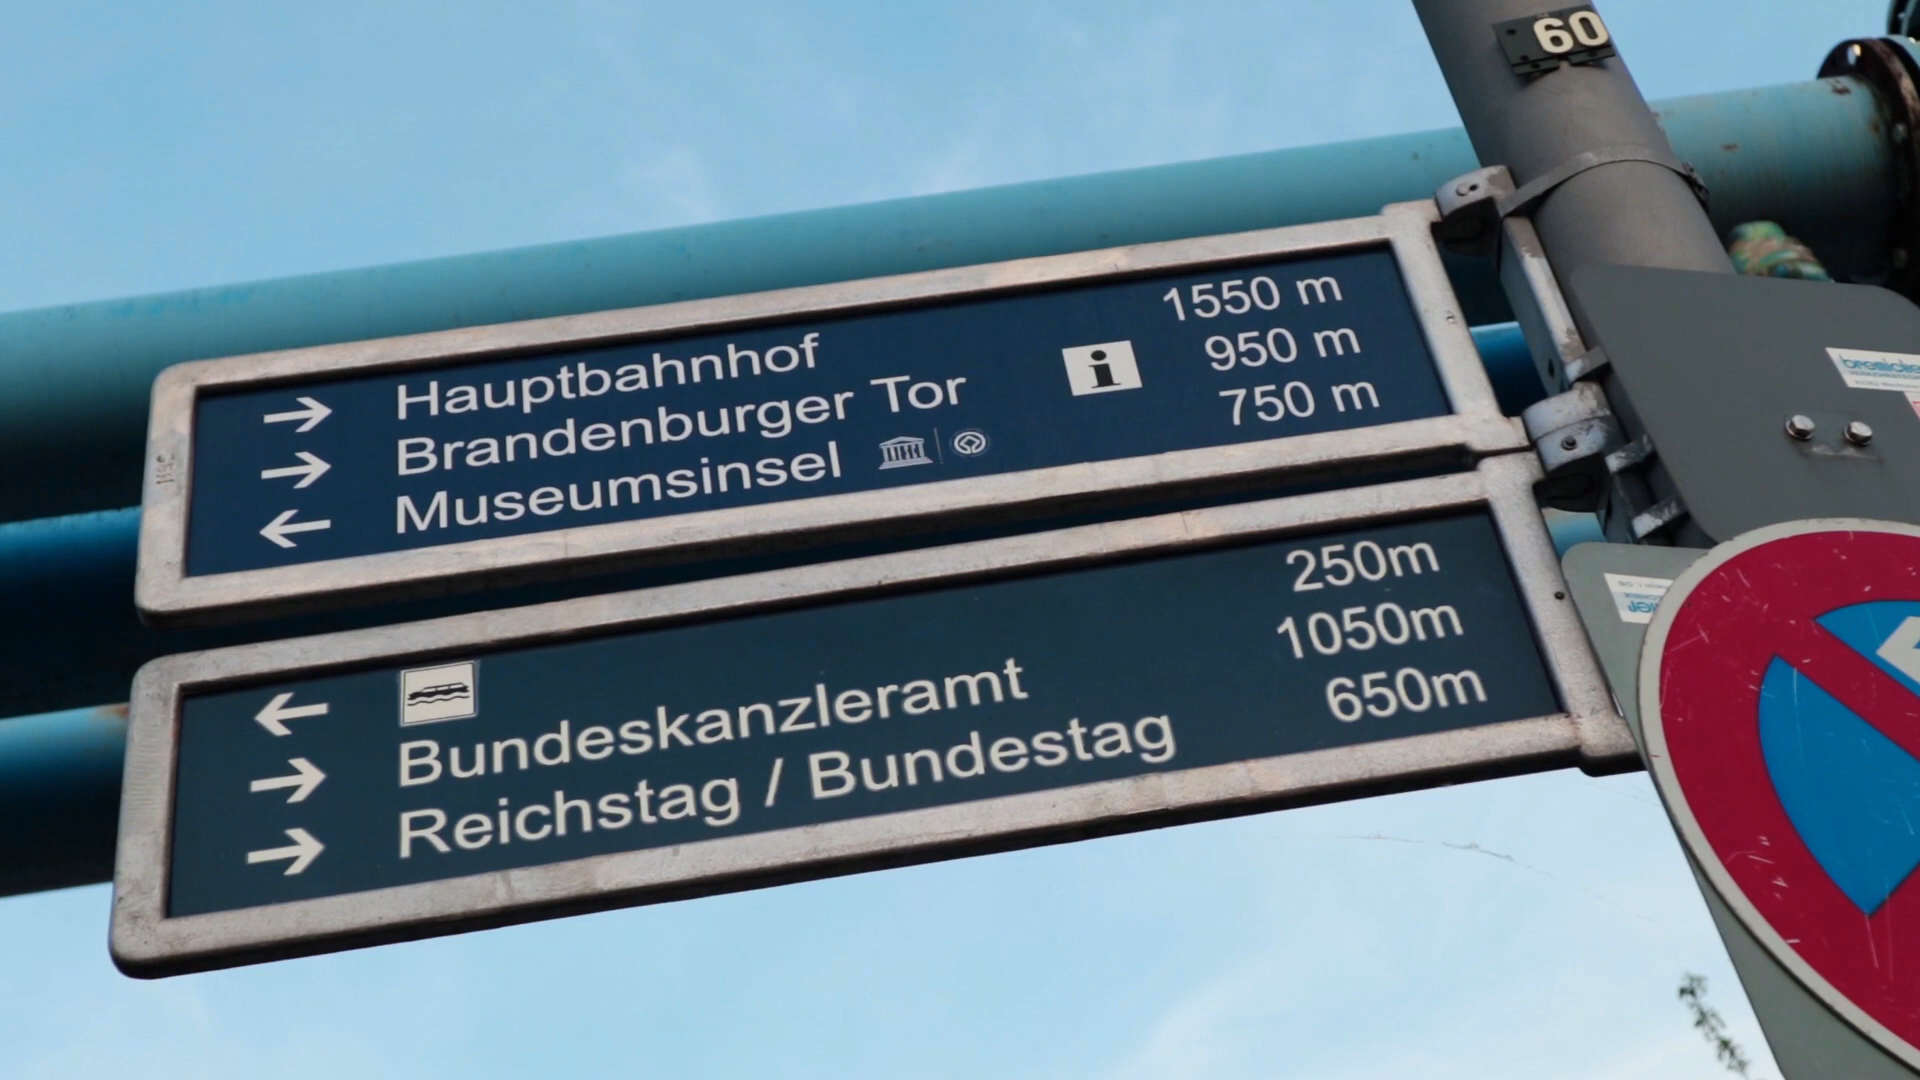 60
Hauptbahnhof 1550 m
Brandenburger Tor i 950 m
Museumsinsel 750 m
250m
Bundeskanzleramt 1050m
Reichstag / Bundestag 650m